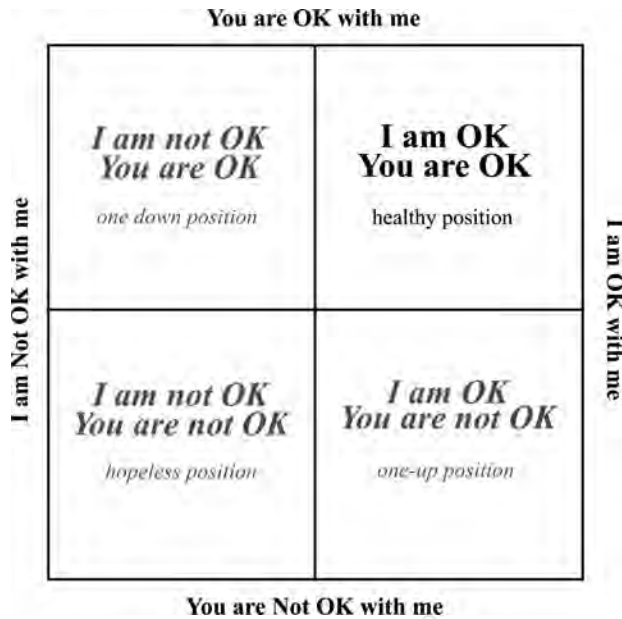 You are OK with me
I am not OK
You are OK
one down position
I am OK
You are OK
healthy position
I am Not OK with me
I am OK with me
I am not OK
You are not OK
hopeless position
I am OK
You are not OK
one-up position
You are Not OK with me